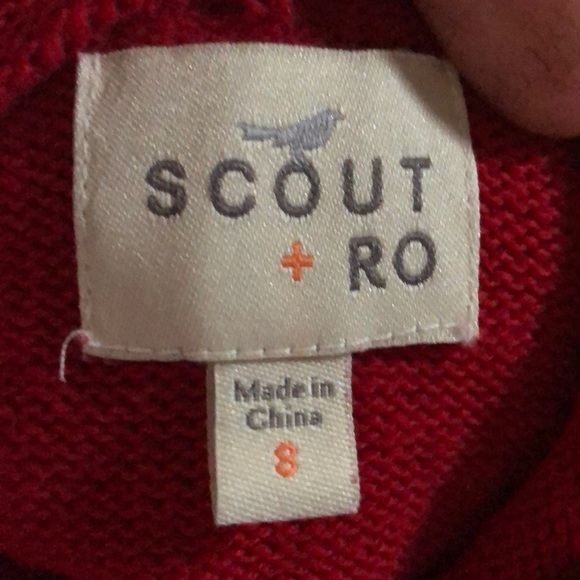 SCOUT
+ RO
Made in
China
8